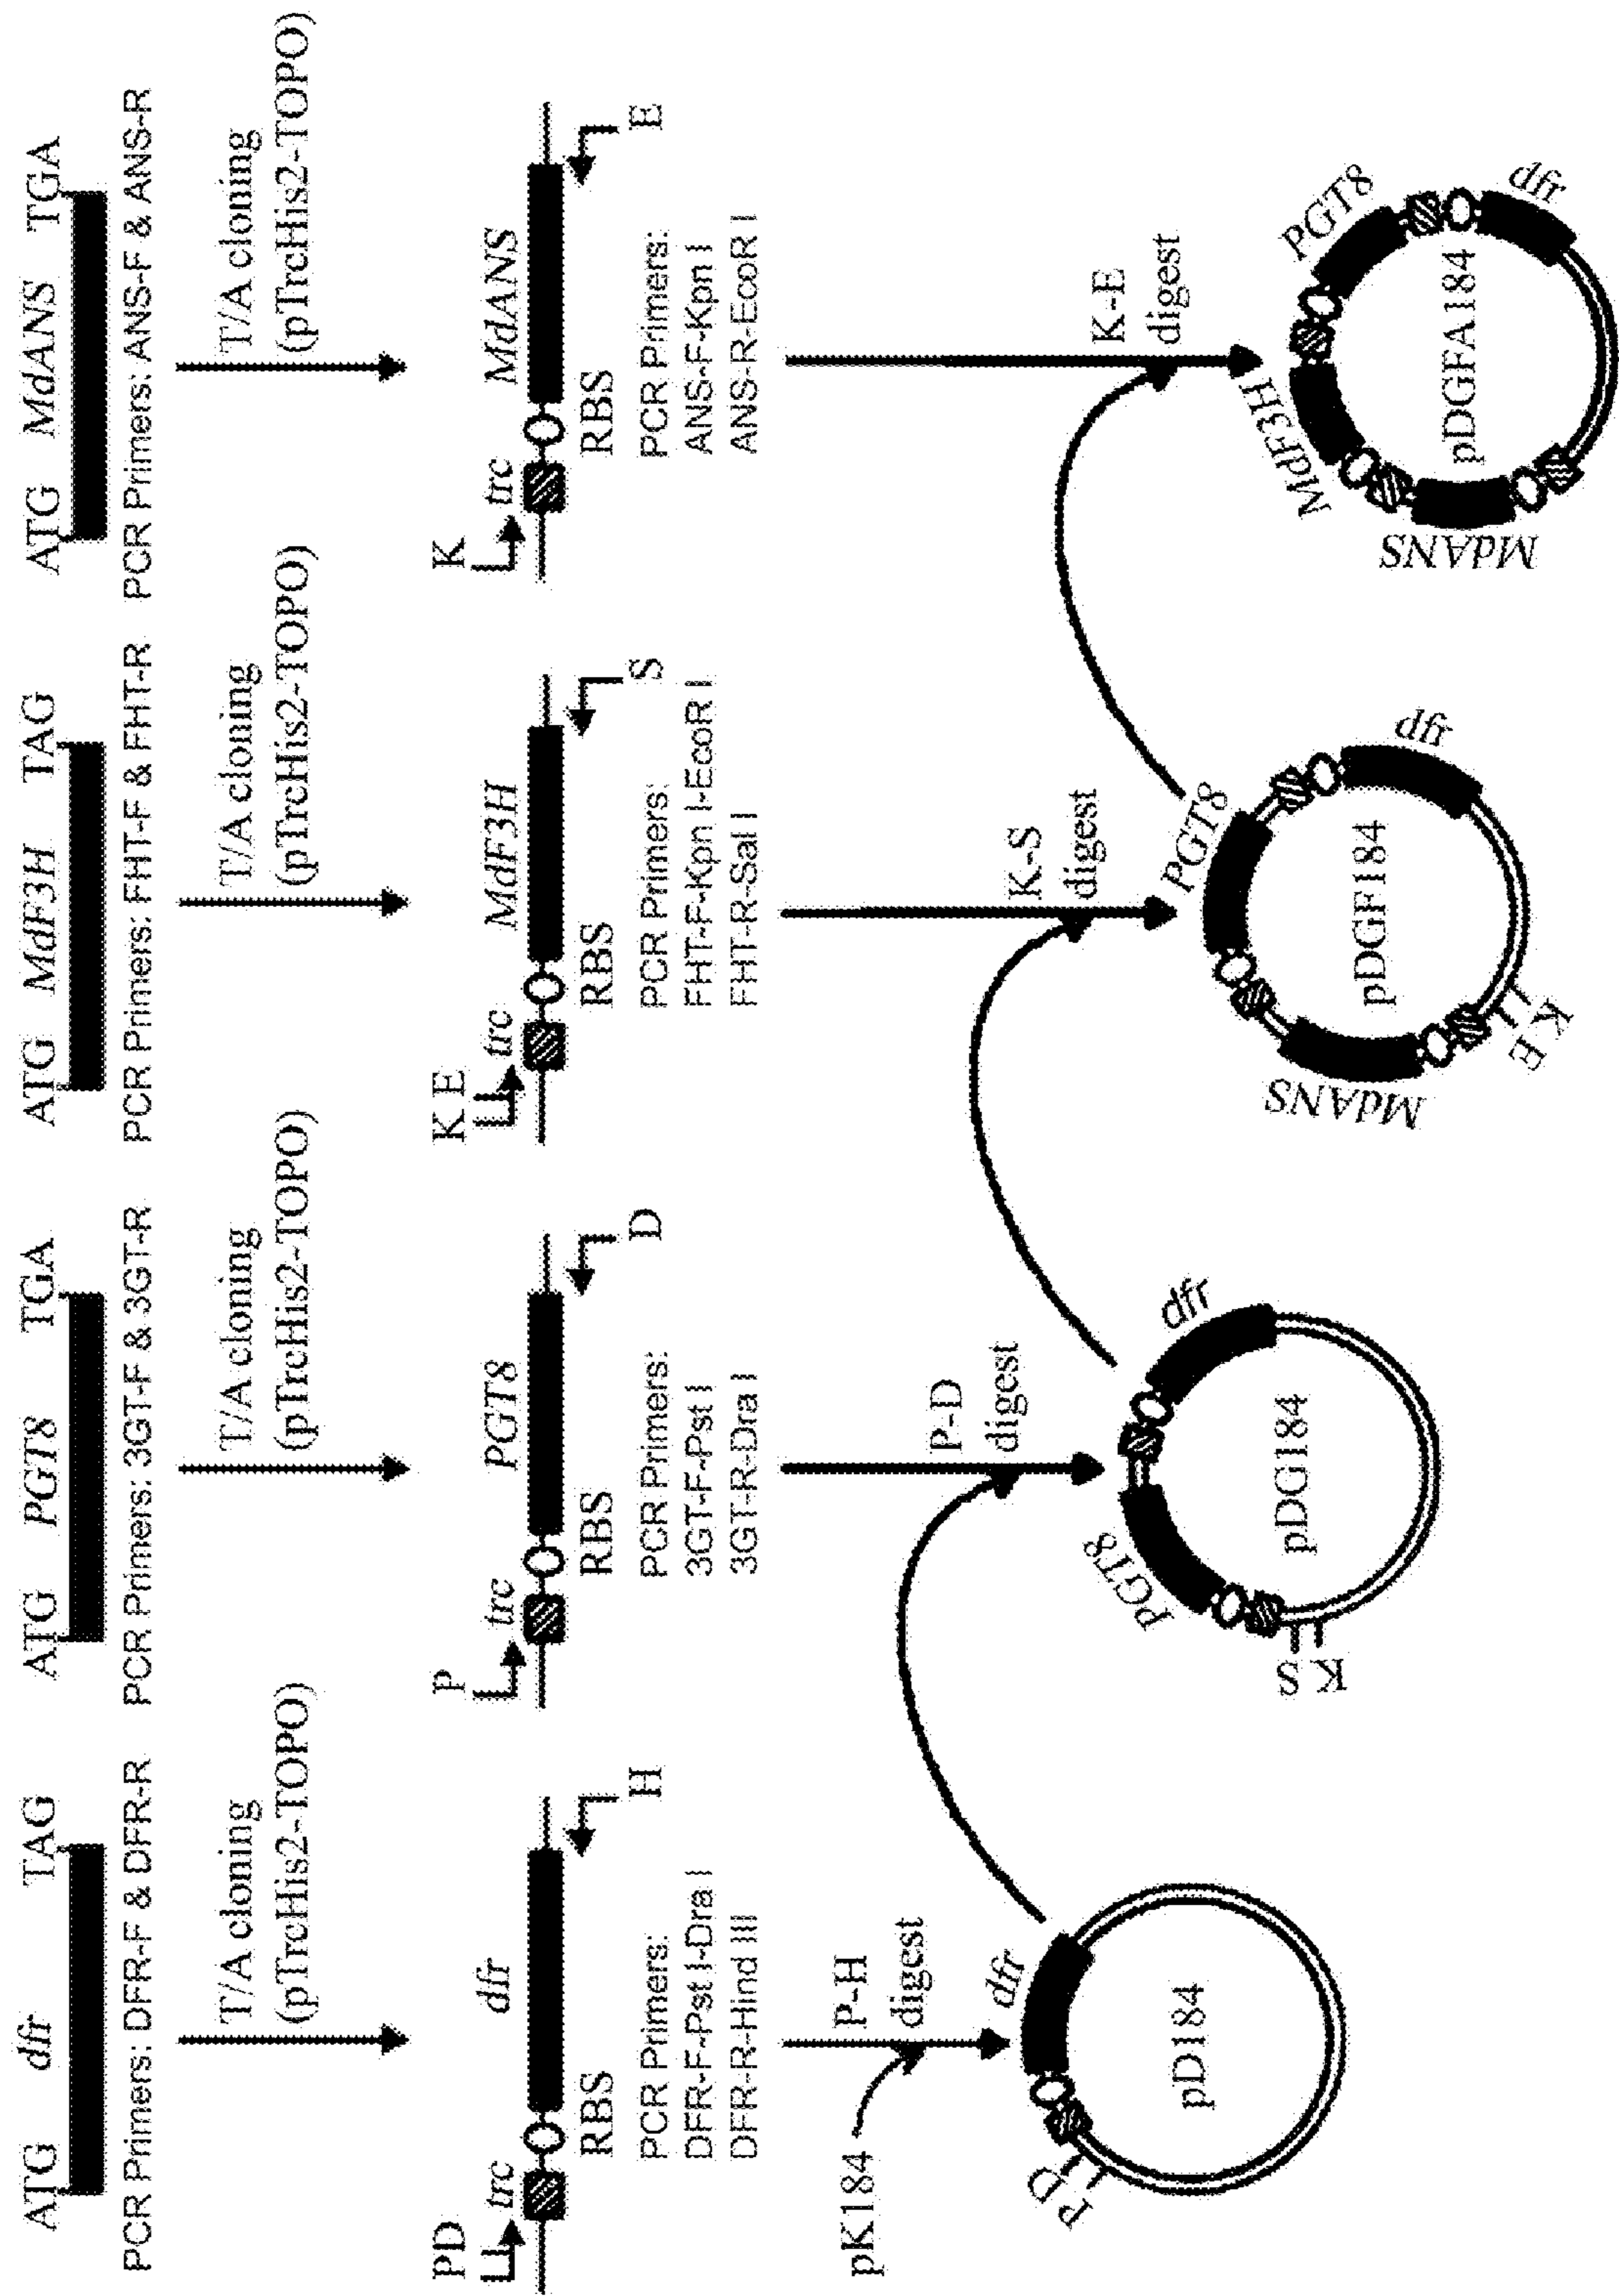 ATG dfr TAG
PCR Primers: DFR-F & DFR-R
T/A cloning
(pTrcHis2-TOPO)
PD
trc
dfr
RBS
H
PCR Primers:
DFR-F-Pst I-Dra I
DFR-R-Hind III
pK184
P-H
digest
P D
dfr
pD184
ATG PGT8 TGA
PCR Primers: 3GT-F & 3GT-R
T/A cloning
(pTrcHis2-TOPO)
P
trc
PGT8
RBS
D
PCR Primers:
3GT-F-Pst I
3GT-R-Dra I
P-D
digest
PGT8
dfr
K S
pDG184
ATG MdF3H TAG
PCR Primers: FHT-F & FHT-R
T/A cloning
(pTrcHis2-TOPO)
K E
trc
MdF3H
RBS
S
PCR Primers:
FHT-F-Kpn I-EcoR I
FHT-R-Sal I
K-S
digest
MdANS
PGT8
dfr
K E
pDGF184
ATG MdANS TGA
PCR Primers: ANS-F & ANS-R
T/A cloning
(pTrcHis2-TOPO)
K
trc
MdANS
RBS
E
PCR Primers:
ANS-F-Kpn I
ANS-R-EcoR I
K-E
digest
MdANS
MdF3H
PGT8
dfr
pDGFA184